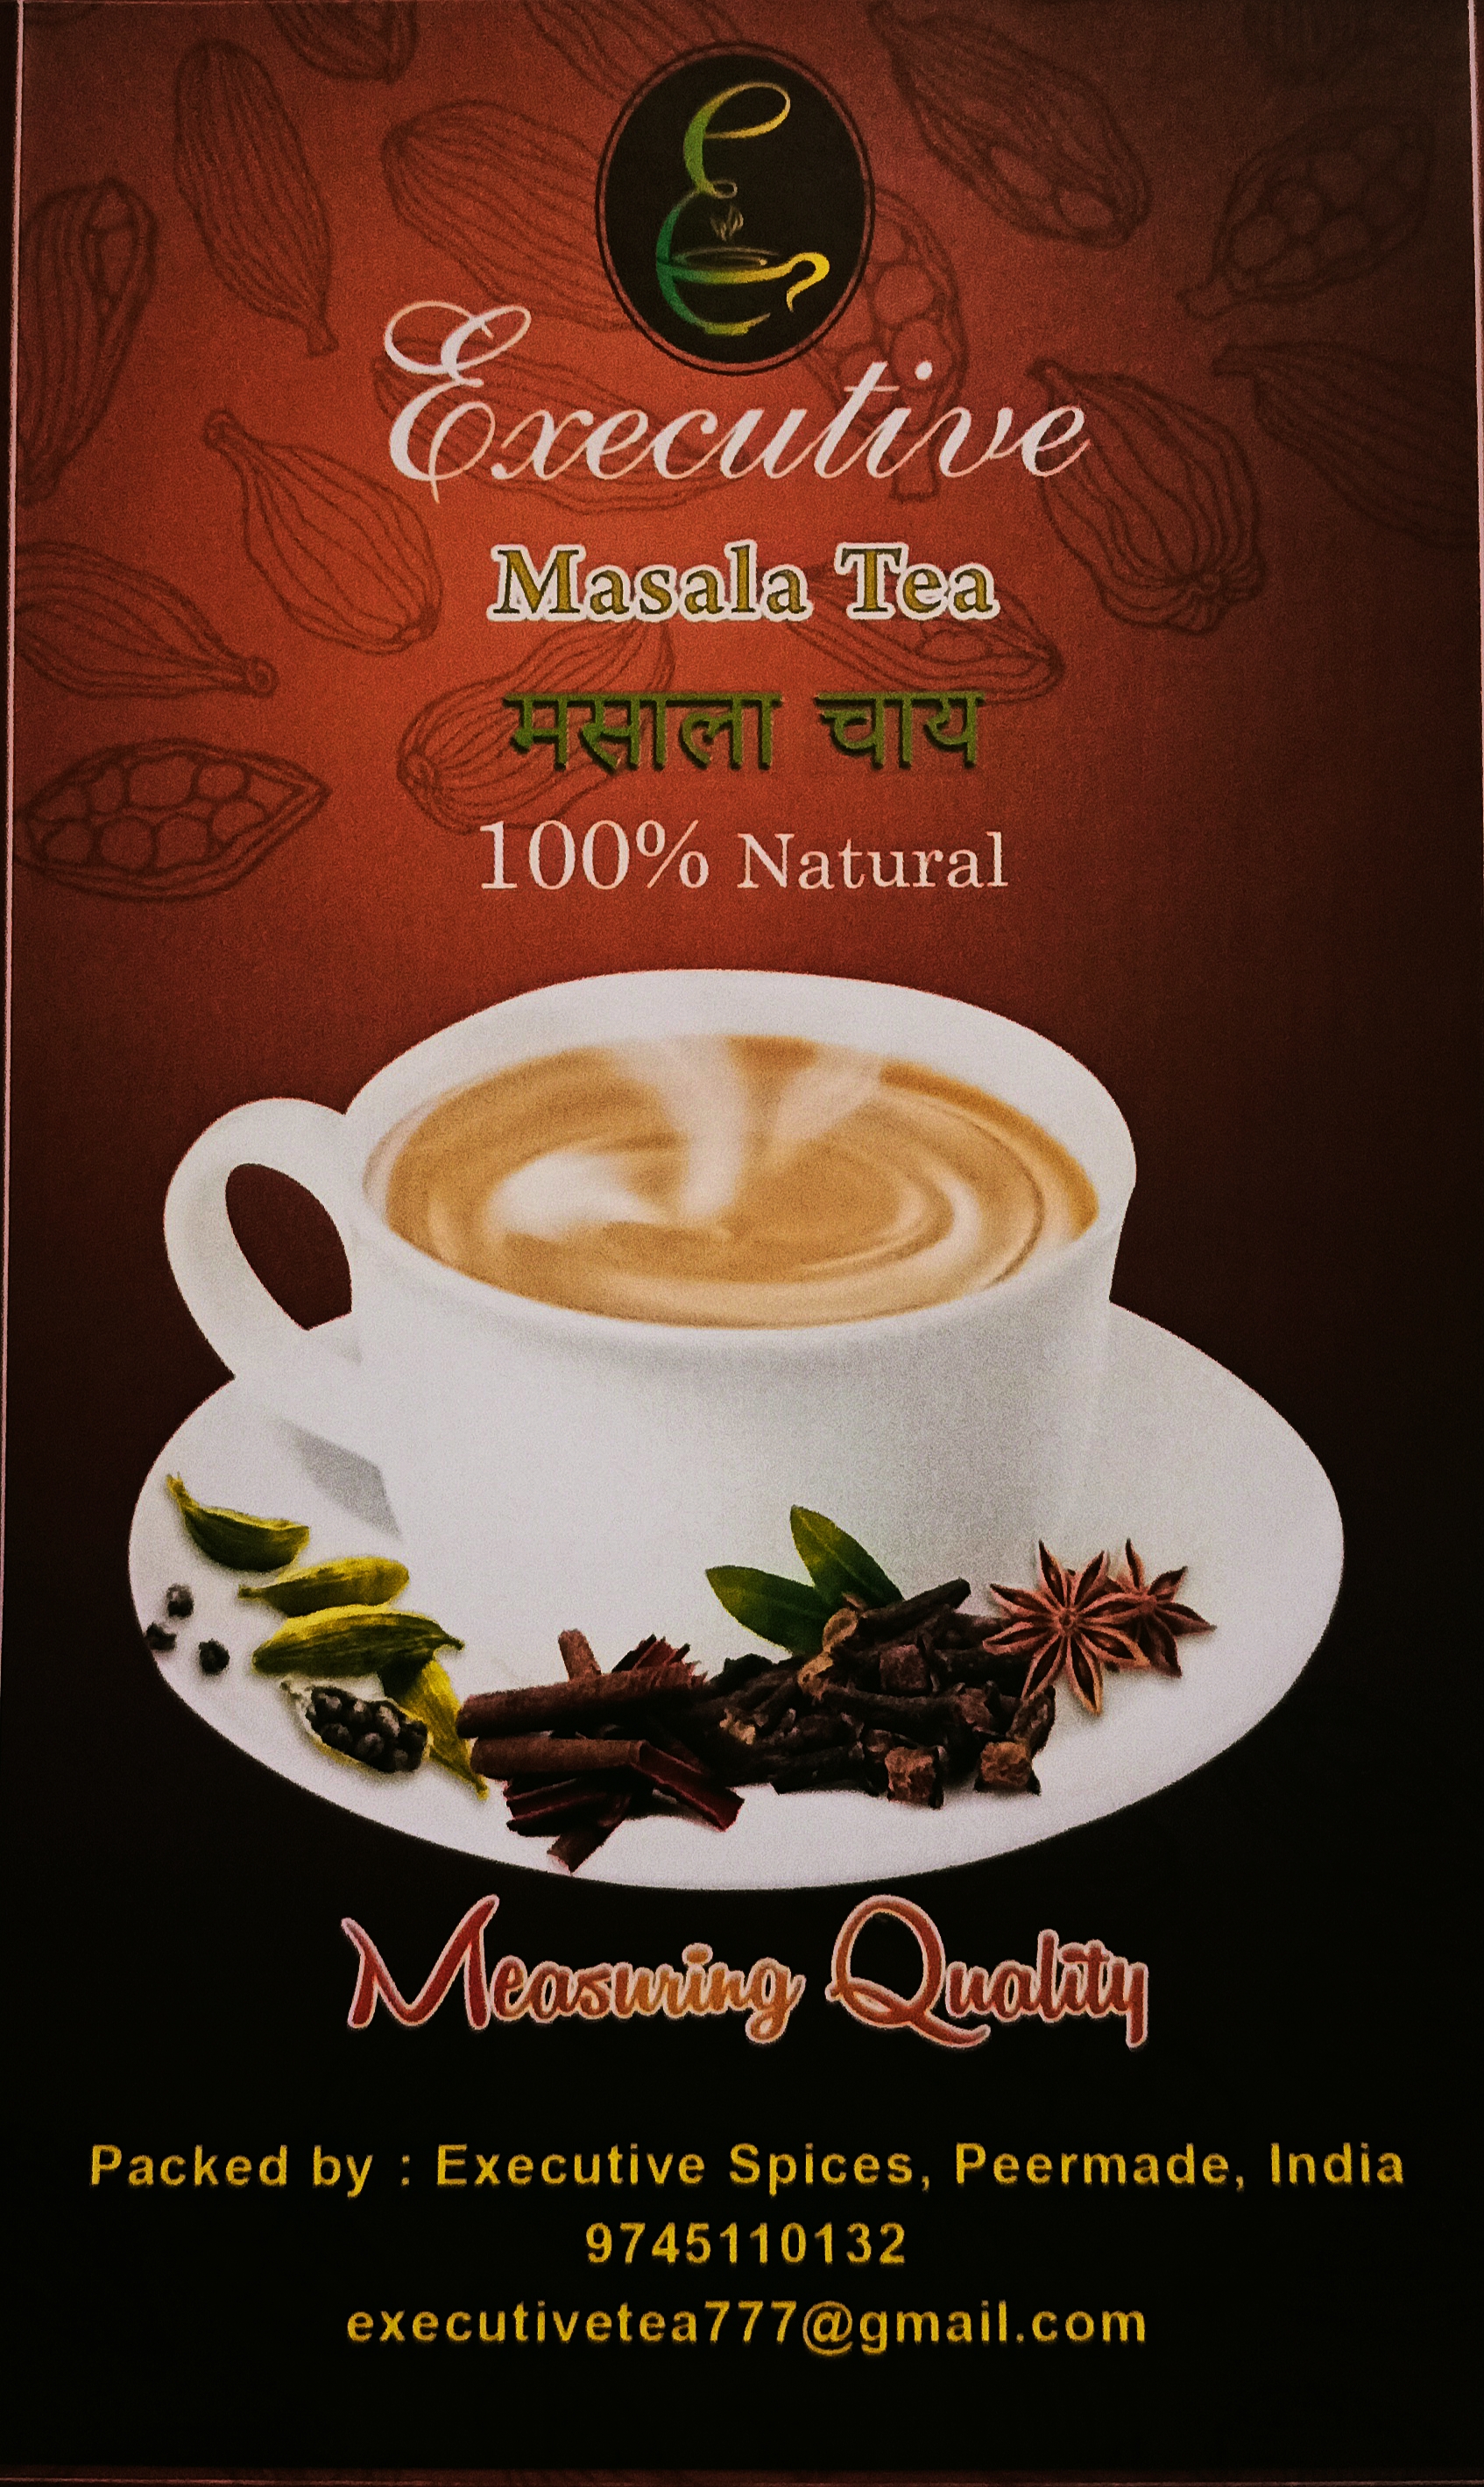 Executive
Masala Tea
मसाला चाय
100% Natural
Measuring Quality
Packed by : Executive Spices, Peermade, India
9745110132
executivetea777@gmail.com